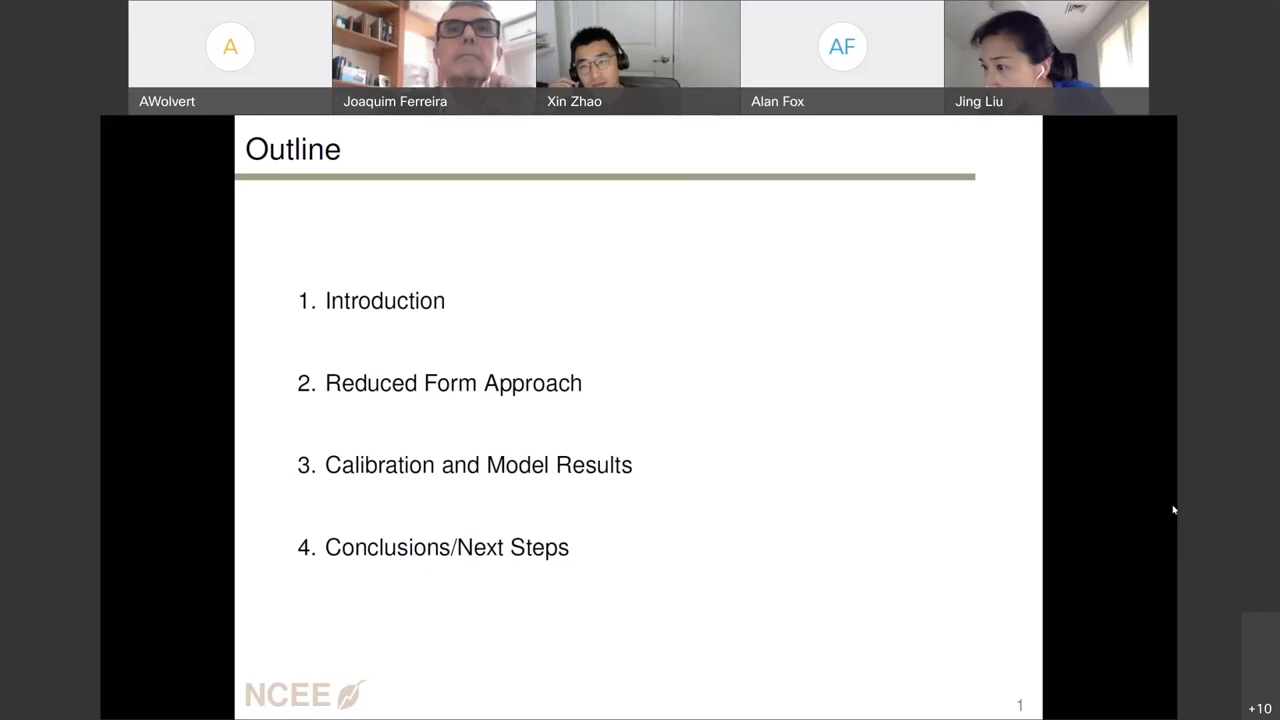 A
AF
AWolvert
Joaquim Ferreira
Xin Zhao
Alan Fox
Jing Liu
Outline
1. Introduction
2. Reduced Form Approach
3. Calibration and Model Results
4. Conclusions/Next Steps
NCEE
1
+10